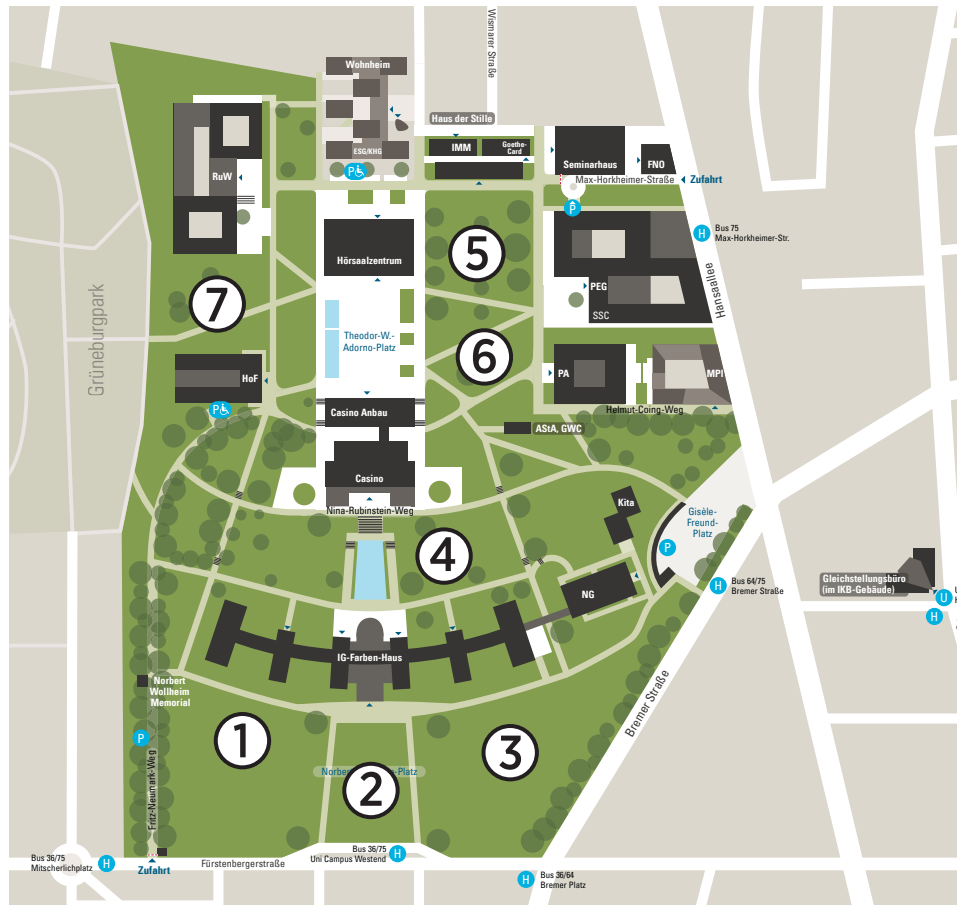 Wismarer Straße
Wohnheim
Haus der Stille
IMM
Goethe-
Card
ESG/KHG
P
Seminarhaus
FNO
Max-Horkheimer-Straße
Zufahrt
P
RuW
H
Bus 75
Max-Horkheimer-Str.
Hörsaalzentrum
5
PEG
SSC
Hansaallee
7
Grüneburgpark
Theodor-W.-
Adorno-Platz
6
HoF
PA
MPI
P
Casino Anbau
Helmut-Coing-Weg
AStA, GWC
Casino
Nina-Rubinstein-Weg
Kita
Gisèle-
Freund-
Platz
P
4
NG
H
Bus 64/75
Bremer Straße
Gleichstellungsbüro
(im IKB-Gebäude)
U
U
H
H
IG-Farben-Haus
Norbert
Wollheim
Memorial
Bremer Straße
1
P
3
Fritz-Neumark-Weg
2
Bus 36/75
Mitscherlichplatz
H
Zufahrt
Fürstenbergerstraße
Bus 36/75
Uni Campus Westend
H
H
Bus 36/64
Bremer Platz